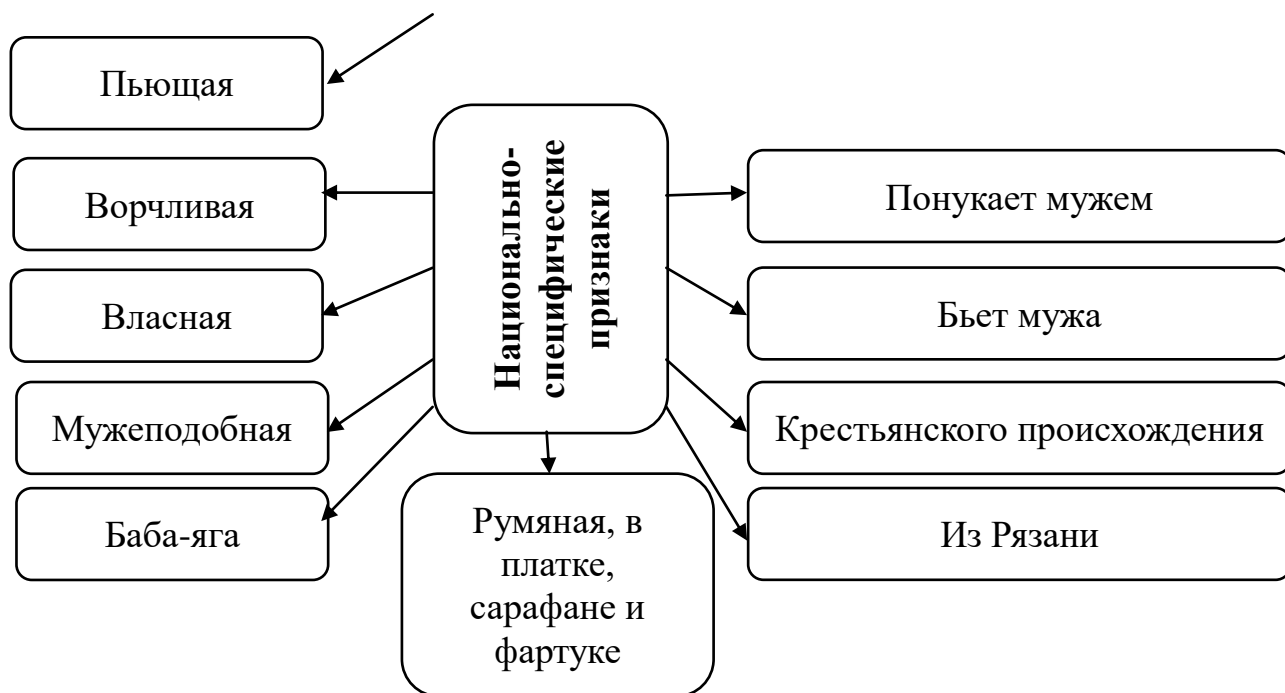 Пьющая
Ворчливая
Власная
Мужеподобная
Баба-яга
Национально-
специфические
признаки
Румяная, в
платке,
сарафане и
фартуке
Понукает мужем
Бьет мужа
Крестьянского происхождения
Из Рязани